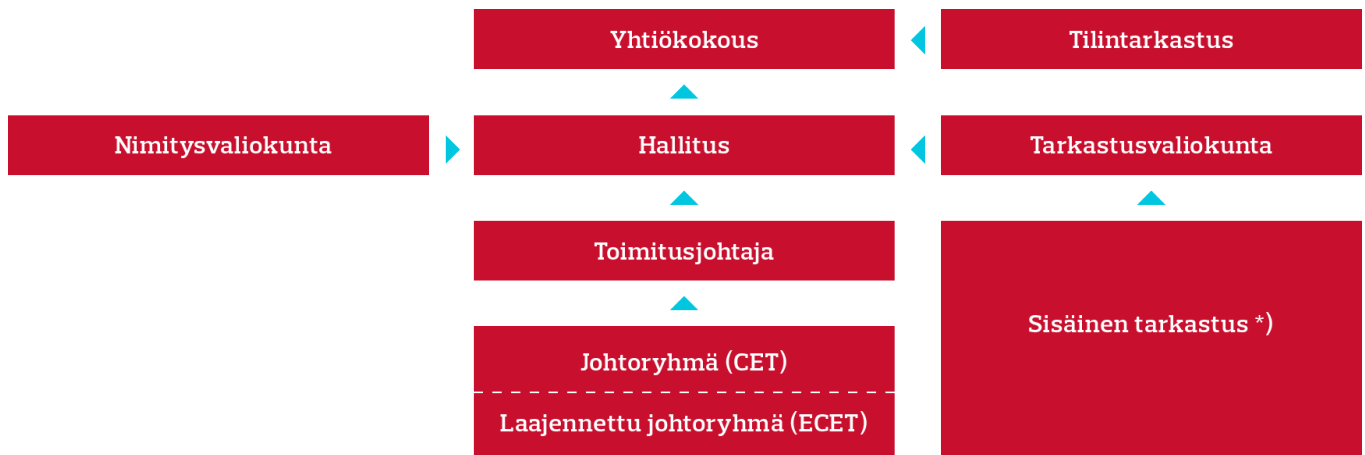 Yhtiökokous
Tilintarkastus
Nimitysvaliokunta
Hallitus
Tarkastusvaliokunta
Toimitusjohtaja
Sisäinen tarkastus *)
Johtoryhmä (CET)
Laajennettu johtoryhmä (ECET)